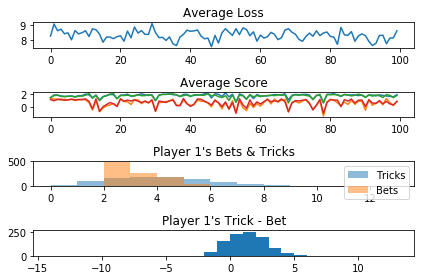 Average Loss
9
8
0 20 40 60 80 100
Average Score
2
0
0 20 40 60 80 100
Player 1's Bets & Tricks
500
0
0 2 4 6 8 10 12
Tricks
Bets
Player 1's Trick - Bet
250
0
−15 −10 −5 0 5 10